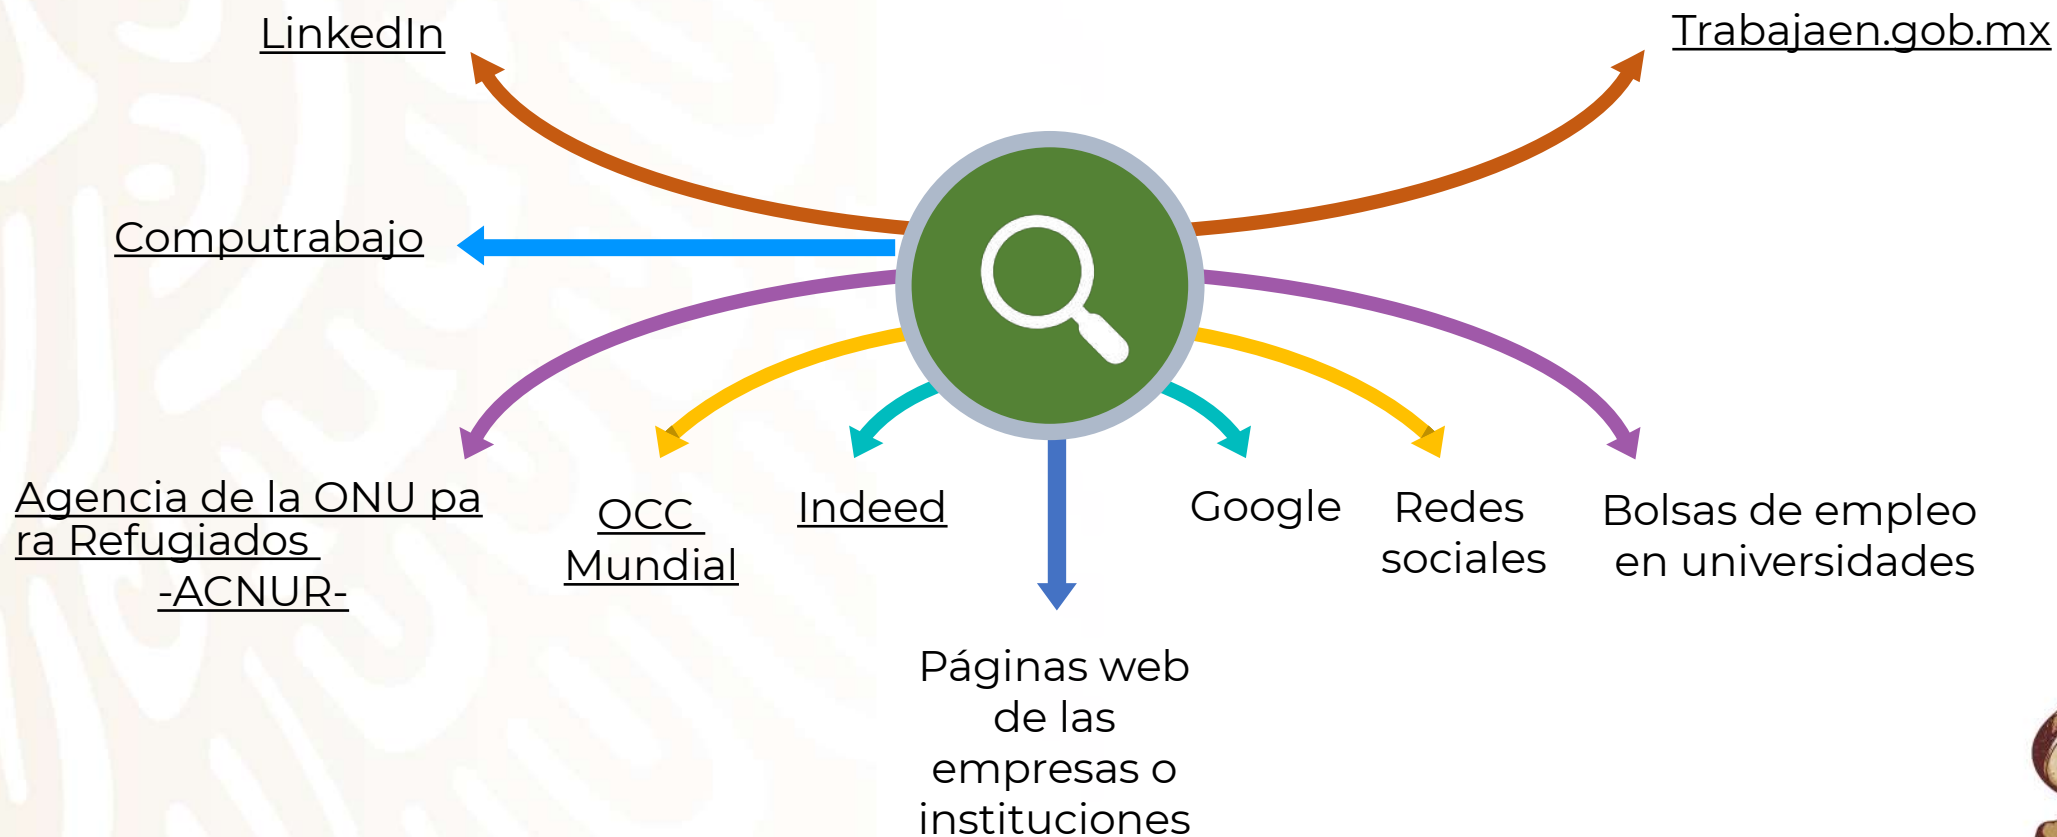 LinkedIn
Trabajaen.gob.mx
Computrabajo
Agencia de la ONU pa
ra Refugiados
-ACNUR-
OCC
Mundial
Indeed
Google
Redes
sociales
Bolsas de empleo
en universidades
Páginas web
de las
empresas o
instituciones